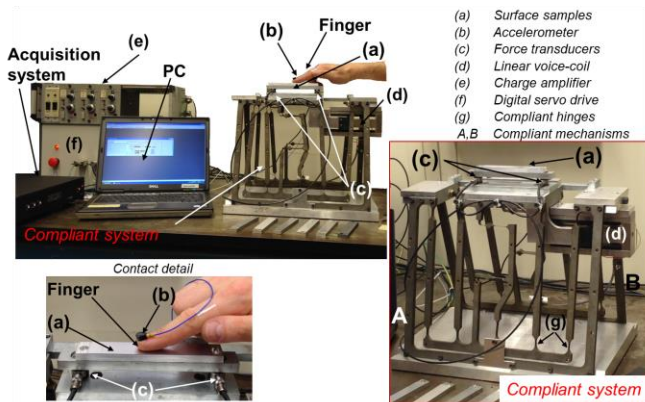 (a) Surface samples
(b) Accelerometer
(c) Force transducers
(d) Linear voice-coil
(e) Charge amplifier
(f) Digital servo drive
(g) Compliant hinges
A,B Compliant mechanisms
Acquisition
system
(e)
PC
(b)
Finger
(a)
(d)
(f)
(c)
Compliant system
Contact detail
Finger
(b)
(a)
(c)
(c)
(a)
(d)
B
A
(g)
Compliant system